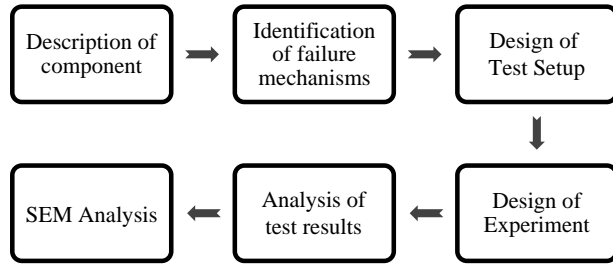 Description of
component
Identification
of failure
mechanisms
Design of
Test Setup
Design of
Experiment
Analysis of
test results
SEM Analysis